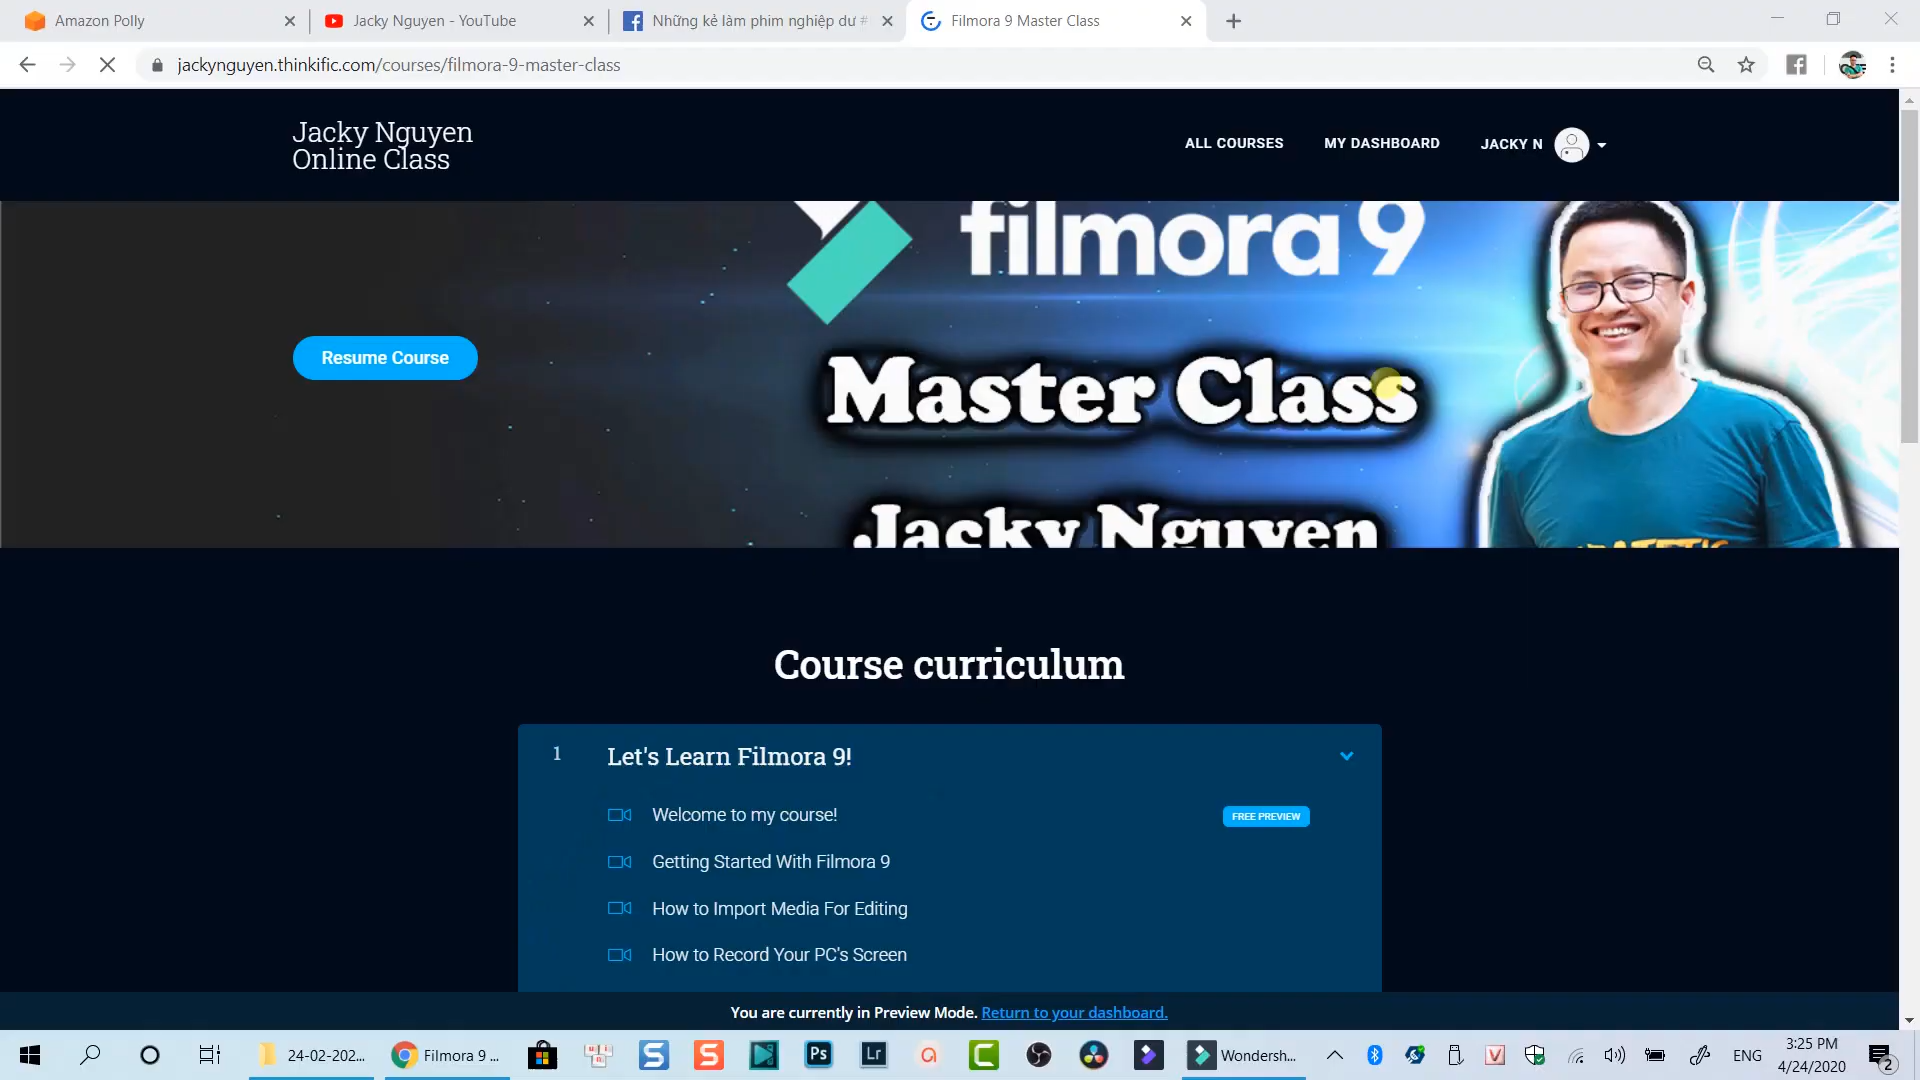 Amazon Polly
Jacky Nguyen - YouTube
Những kẻ làm phim nghiệp dư #
Filmora 9 Master Class
jackynguyen.thinkific.com/courses/filmora-9-master-class
Jacky Nguyen
Online Class
ALL COURSES
MY DASHBOARD
JACKY N
filmora9
Resume Course
Master Class
Jacky Nguyen
Course curriculum
1
Let's Learn Filmora 9!
Welcome to my course!
FREE PREVIEW
Getting Started With Filmora 9
How to Import Media For Editing
How to Record Your PC's Screen
You are currently in Preview Mode. Return to your dashboard.
24-02-202...
Filmora 9 ...
Ps
Lr
Wondersh...
ENG
3:25 PM
4/24/2020
2